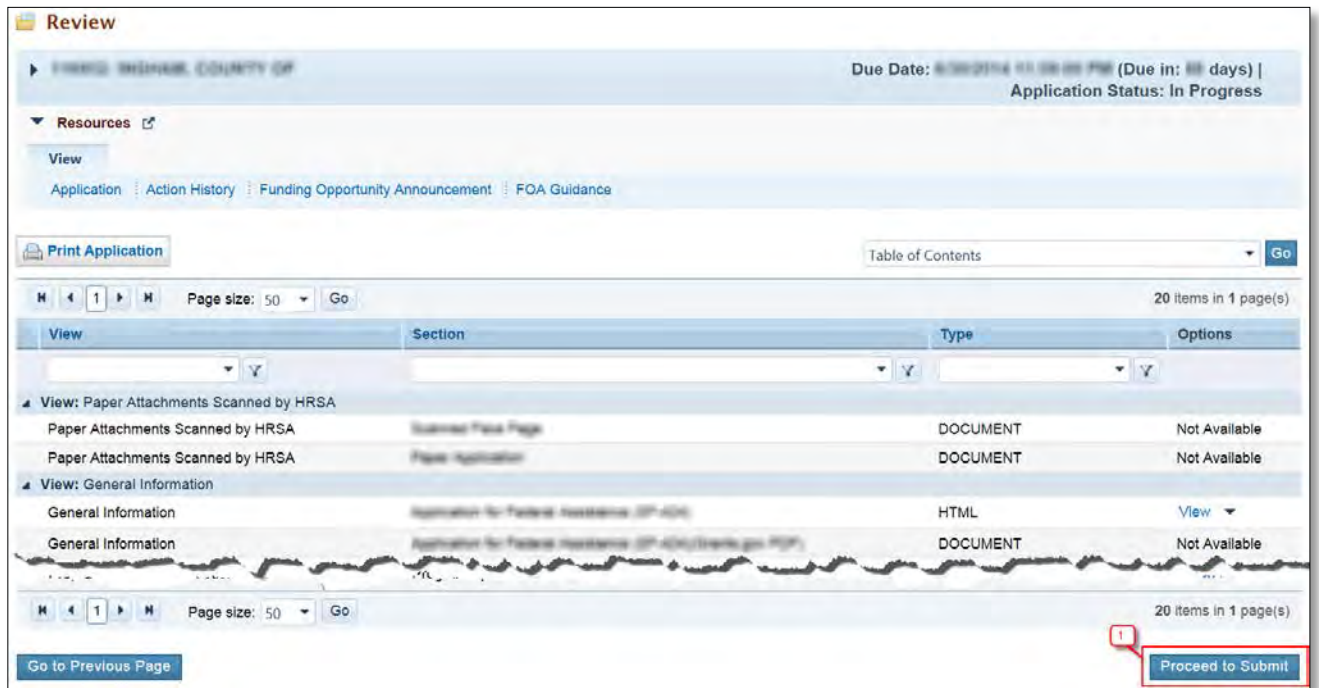 Review
COUNTY OF
Due Date: (Due in: days) |
Application Status: In Progress
Resources
View
Application Action History Funding Opportunity Announcement FOA Guidance
Print Application
Table of Contents Go
1 Page size: 50 Go 20 items in 1 page(s)
View Section Type Options
View: Paper Attachments Scanned by HRSA
Paper Attachments Scanned by HRSA DOCUMENT Not Available
Paper Attachments Scanned by HRSA DOCUMENT Not Available
View: General Information
General Information HTML View
General Information DOCUMENT Not Available
1 Page size: 50 Go 20 items in 1 page(s)
1
Go to Previous Page Proceed to Submit